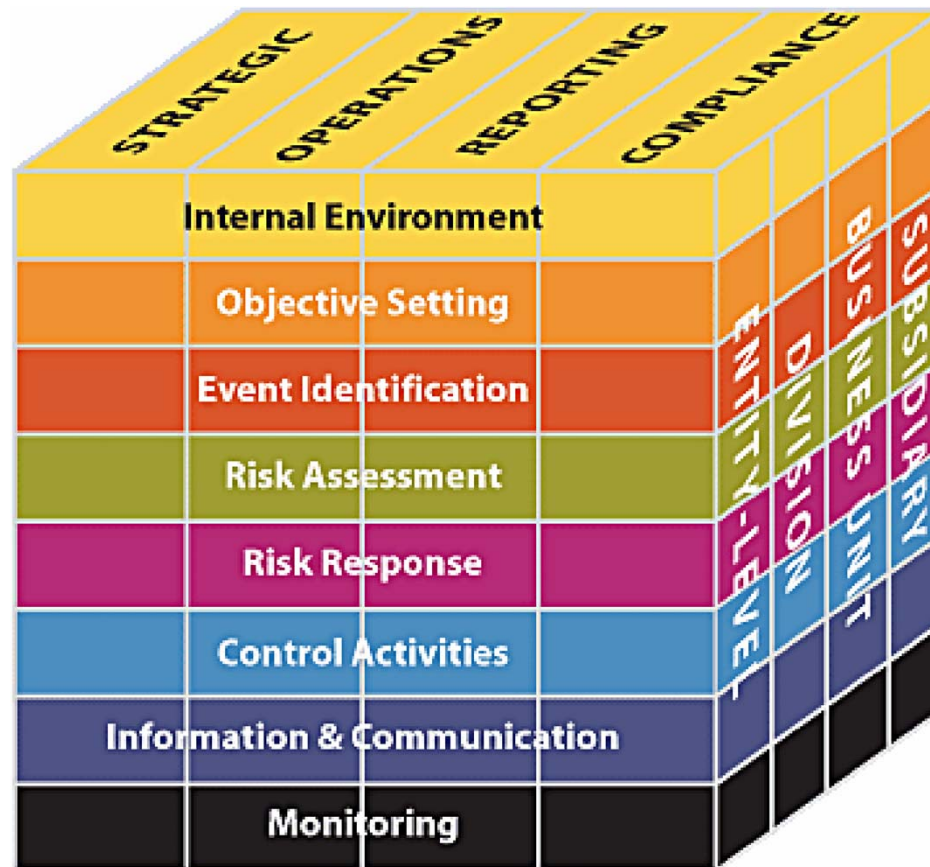 STRATEGIC
OPERATIONS
REPORTING
COMPLIANCE
Internal Environment
Objective Setting
Event Identification
Risk Assessment
Risk Response
Control Activities
Information & Communication
Monitoring
ENTITY-LEVEL
DIVISION
BUSINESS UNIT
SUBSIDIARY